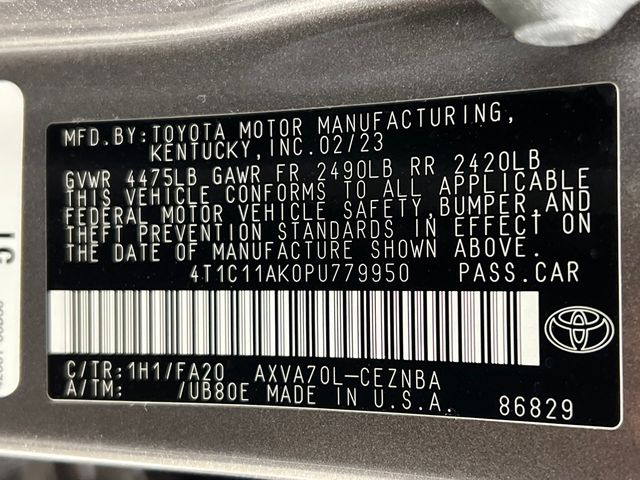 MFD.BY:TOYOTA MOTOR MANUFACTURING,
KENTUCKY,INC.02/23
GVWR 4475LB GAWR FR 2490LB RR 2420LB
THIS VEHICLE CONFORMS TO ALL APPLICABLE
FEDERAL MOTOR VEHICLE SAFETY,BUMPER,AND
THEFT PREVENTION STANDARDS IN EFFECT ON
THE DATE OF MANUFACTURE SHOWN ABOVE.
4T1C11AK0PU779950 PASS.CAR
C/TR:1H1/FA20 AXVA70L-CEZNBA
A/TM: /UB80E MADE IN U.S.A.
86829